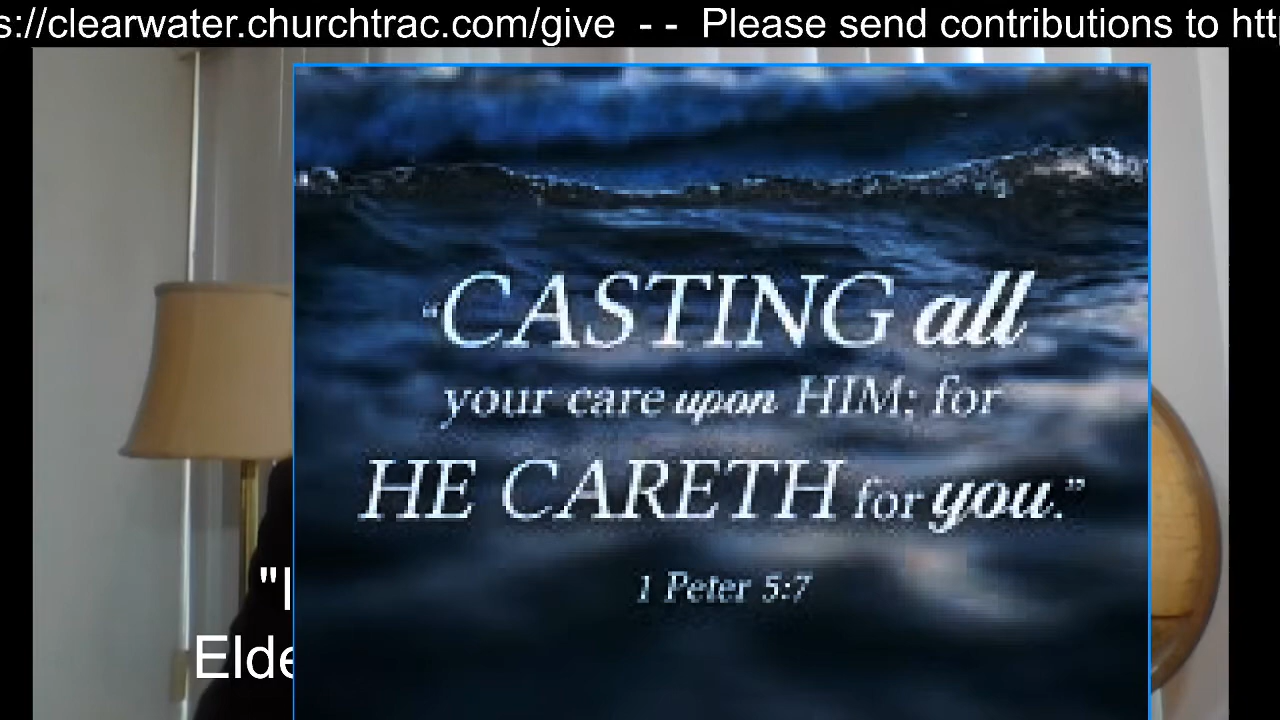 s://clearwater.churchtrac.com/give - - Please send contributions to htt
“CASTING all
your care upon HIM; for
HE CARETH for you.”
1 Peter 5:7
"I
Elde